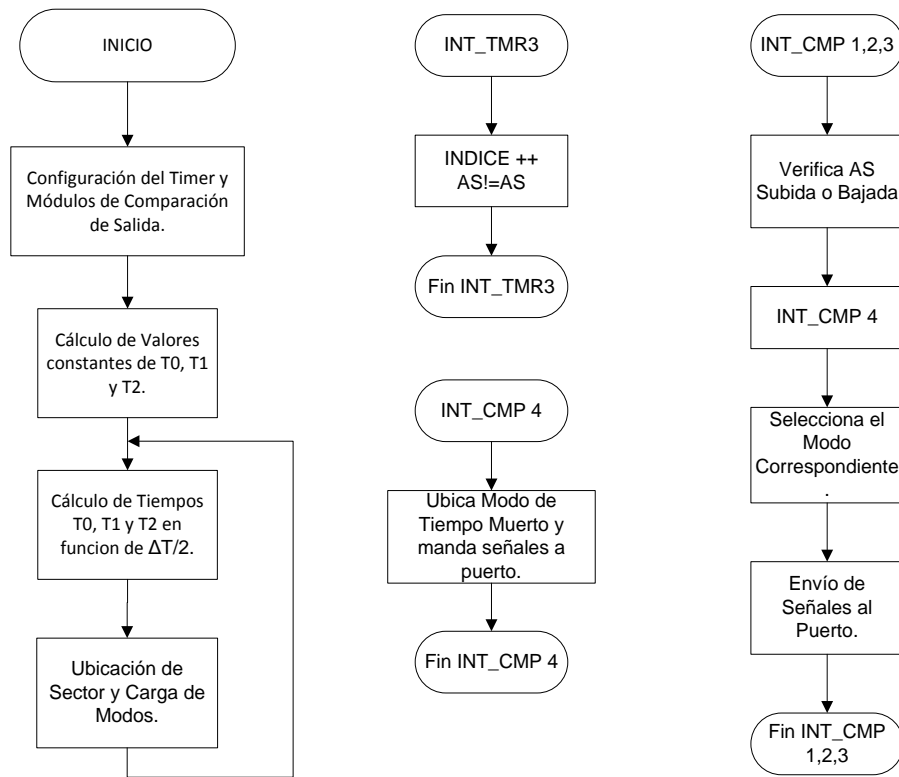 INICIO
Configuración del Timer y
Módulos de Comparación
de Salida.
Cálculo de Valores
constantes de T0, T1
y T2.
Cálculo de Tiempos
T0, T1 y T2 en
funcion de ΔT/2.
Ubicación de
Sector y Carga de
Modos.
INT_TMR3
INDICE ++
AS!=AS
Fin INT_TMR3
INT_CMP 4
Ubica Modo de
Tiempo Muerto y
manda señales a
puerto.
Fin INT_CMP 4
INT_CMP 1,2,3
Verifica AS
Subida o Bajada
INT_CMP 4
Selecciona el
Modo
Correspondiente
.
Envío de
Señales al
Puerto.
Fin INT_CMP
1,2,3